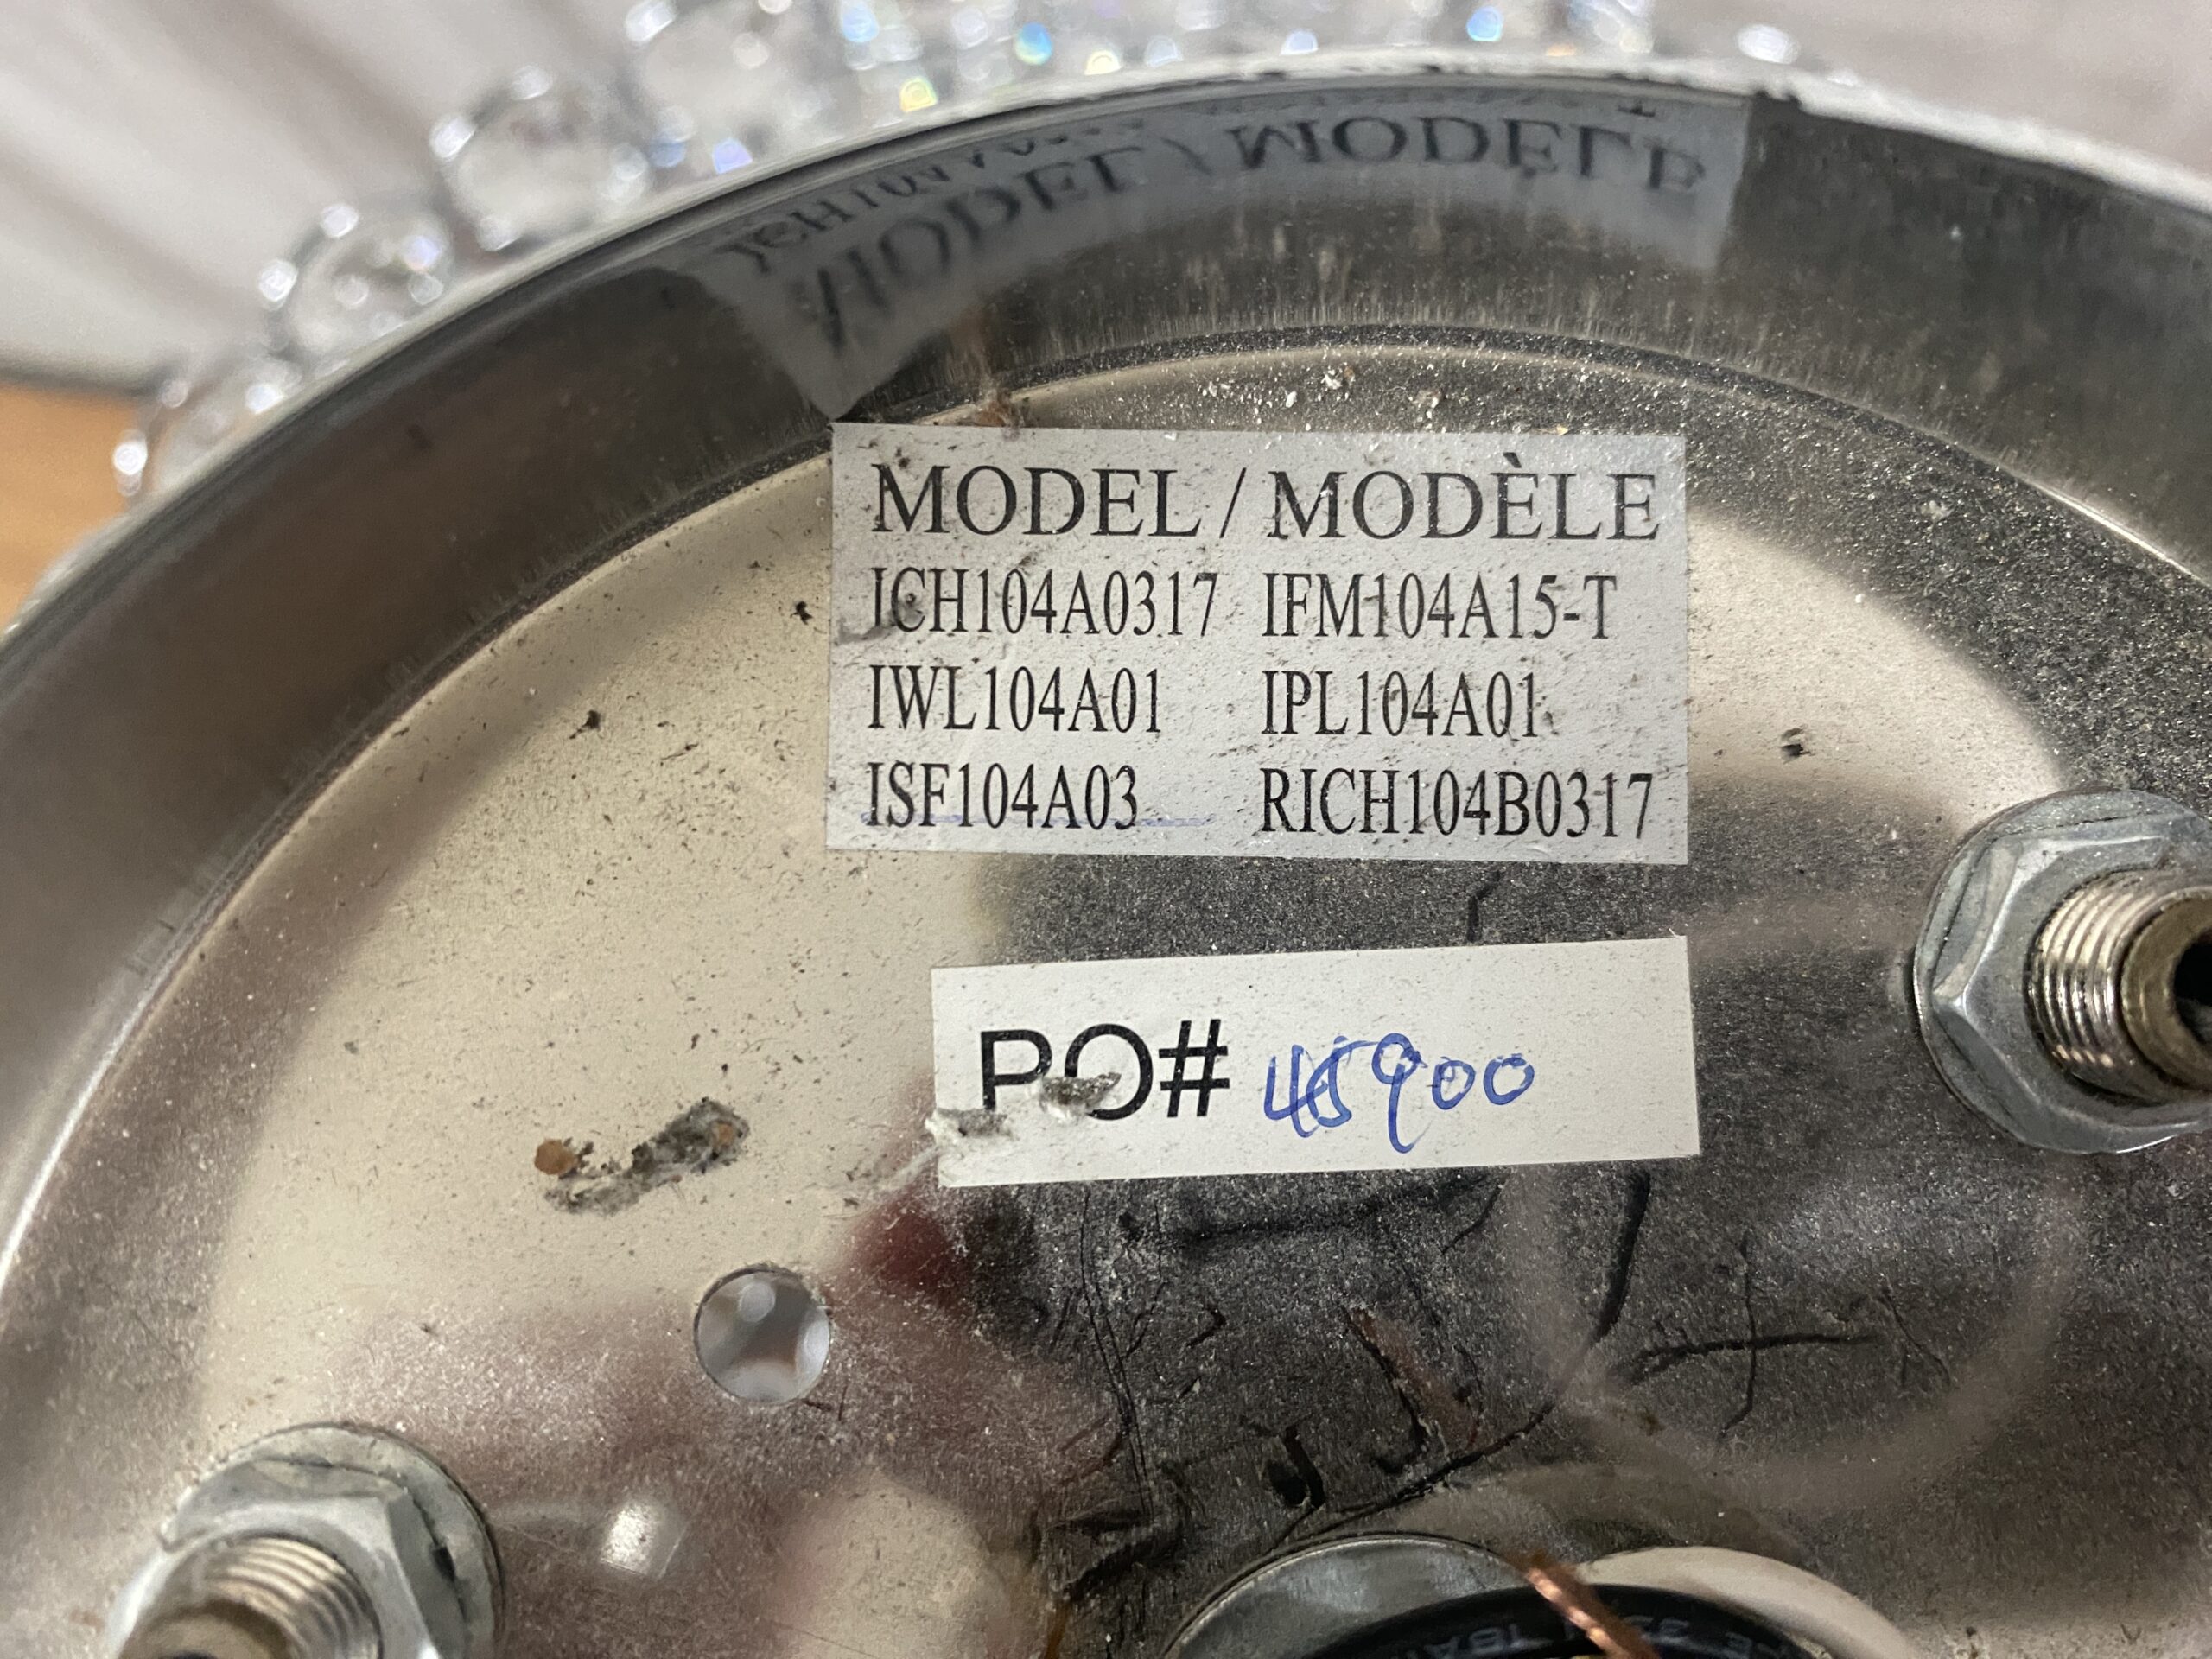 MODEL / MODÈLE
ICH104A0317 IFM104A15-T
IWL104A01 IPL104A01
ISF104A03 RICH104B0317
PO# 45900